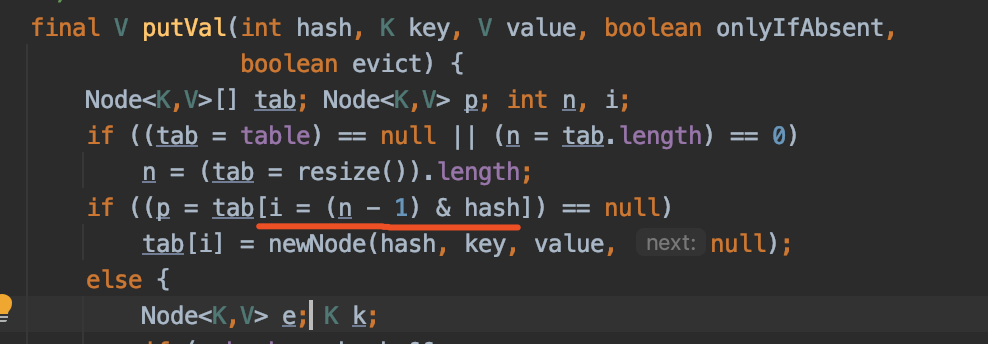 final V putVal(int hash, K key, V value, boolean onlyIfAbsent,
boolean evict) {
Node<K,V>[] tab; Node<K,V> p; int n, i;
if ((tab = table) == null || (n = tab.length) == 0)
n = (tab = resize()).length;
if ((p = tab[i = (n - 1) & hash]) == null)
tab[i] = newNode(hash, key, value, next: null);
else {
Node<K,V> e; K k;